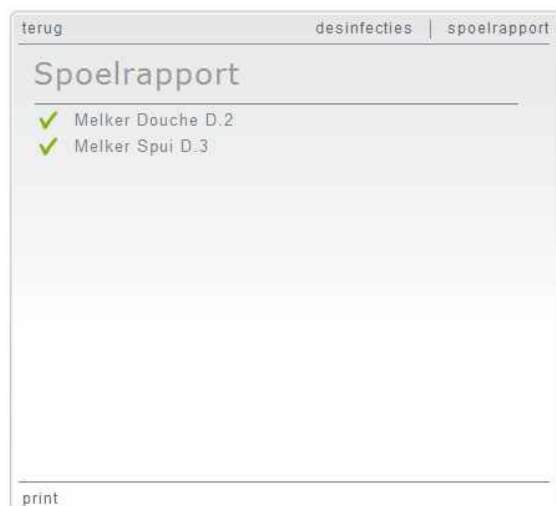 terug desinfecties | spoelrapport
Spoelrapport
Melker Douche D.2
Melker Spui D.3
print